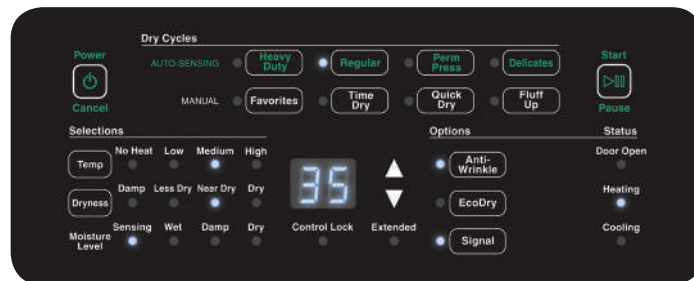 Dry Cycles
Power
Cancel
AUTO-SENSING
Heavy
Duty
Regular
Perm
Press
Delicates
Start
Pause
MANUAL
Favorites
Time
Dry
Quick
Dry
Fluff
Up
Selections
Temp
No Heat Low Medium High
Dryness
Damp Less Dry Near Dry Dry
Moisture
Level
Sensing Wet Damp Dry
35
Control Lock Extended
Options
Anti-
Wrinkle
EcoDry
Signal
Status
Door Open
Heating
Cooling